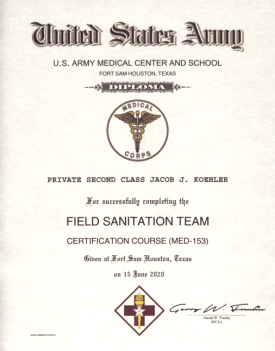 United States Army
U.S. ARMY MEDICAL CENTER AND SCHOOL
FORT SAM HOUSTON, TEXAS
DIPLOMA
MEDICAL
CORPS
PRIVATE SECOND CLASS JACOB J. KOEHLER
For successfully completing the
FIELD SANITATION TEAM
CERTIFICATION COURSE (MED-153)
Given at Fort Sam Houston, Texas
on 15 June 2020